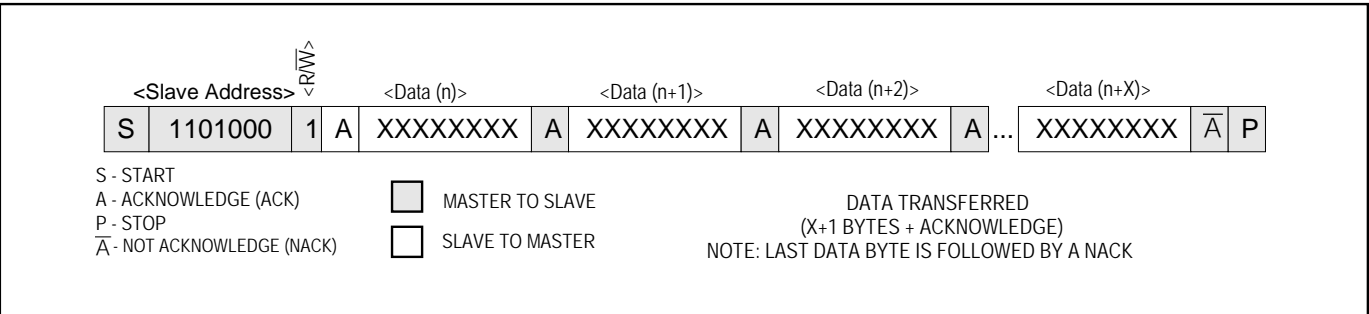 <R/W̅>
<Slave Address> <Data (n)> <Data (n+1)> <Data (n+2)> <Data (n+X)>
S 1101000 1 A XXXXXXXX A XXXXXXXX A XXXXXXXX A ... XXXXXXXX A̅ P
S - START
A - ACKNOWLEDGE (ACK)
P - STOP
A̅ - NOT ACKNOWLEDGE (NACK)
MASTER TO SLAVE
SLAVE TO MASTER
DATA TRANSFERRED
(X+1 BYTES + ACKNOWLEDGE)
NOTE: LAST DATA BYTE IS FOLLOWED BY A NACK